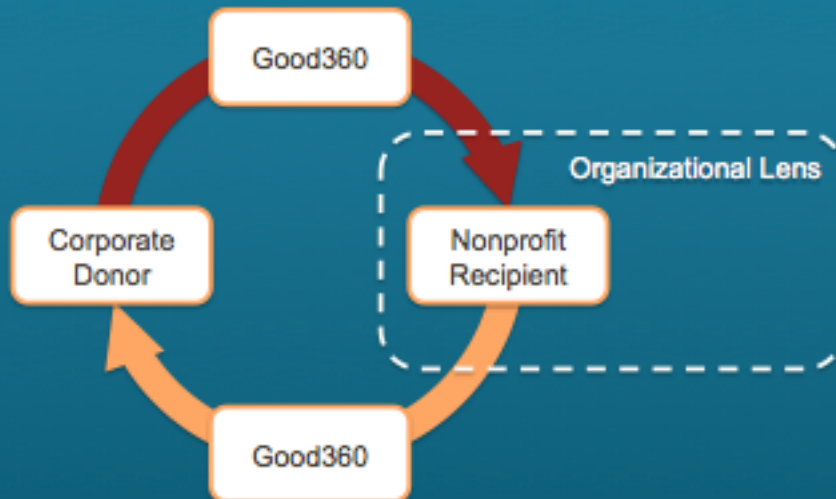 Good360
Organizational Lens
Corporate
Donor
Nonprofit
Recipient
Good360